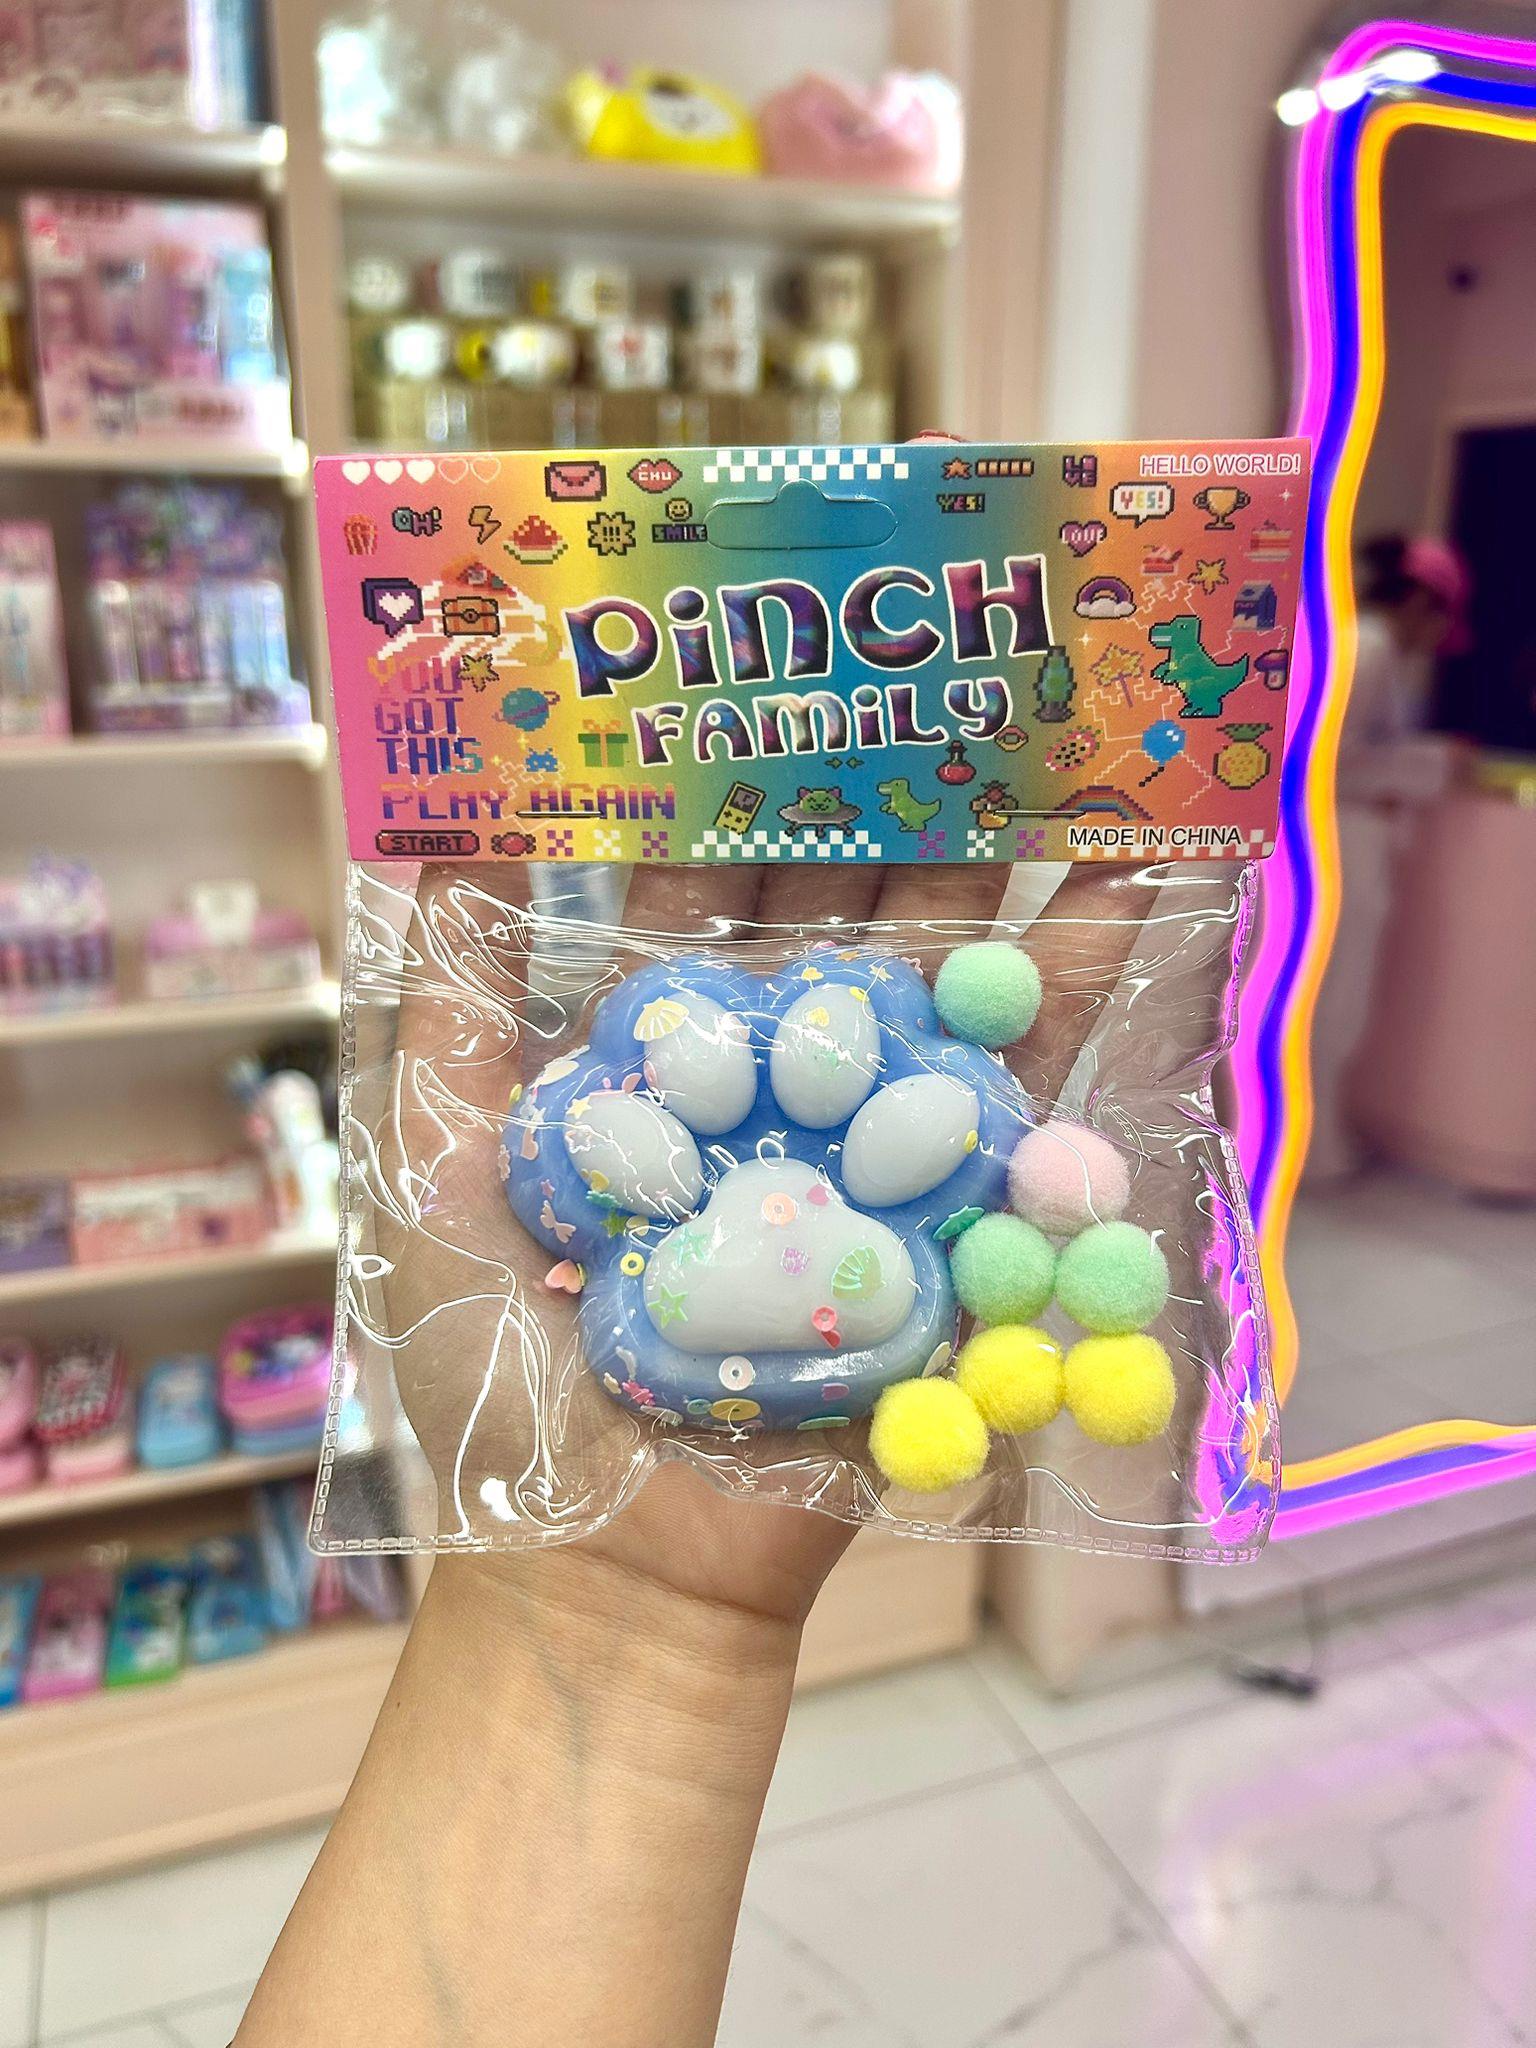 HELLO WORLD!
CHU
OH!
SMILE
YES!
LOVE
YES!
LOVE
PiNCH
FAMiLY
YOU
GOT
THIS
PLAY AGAIN
START
MADE IN CHINA